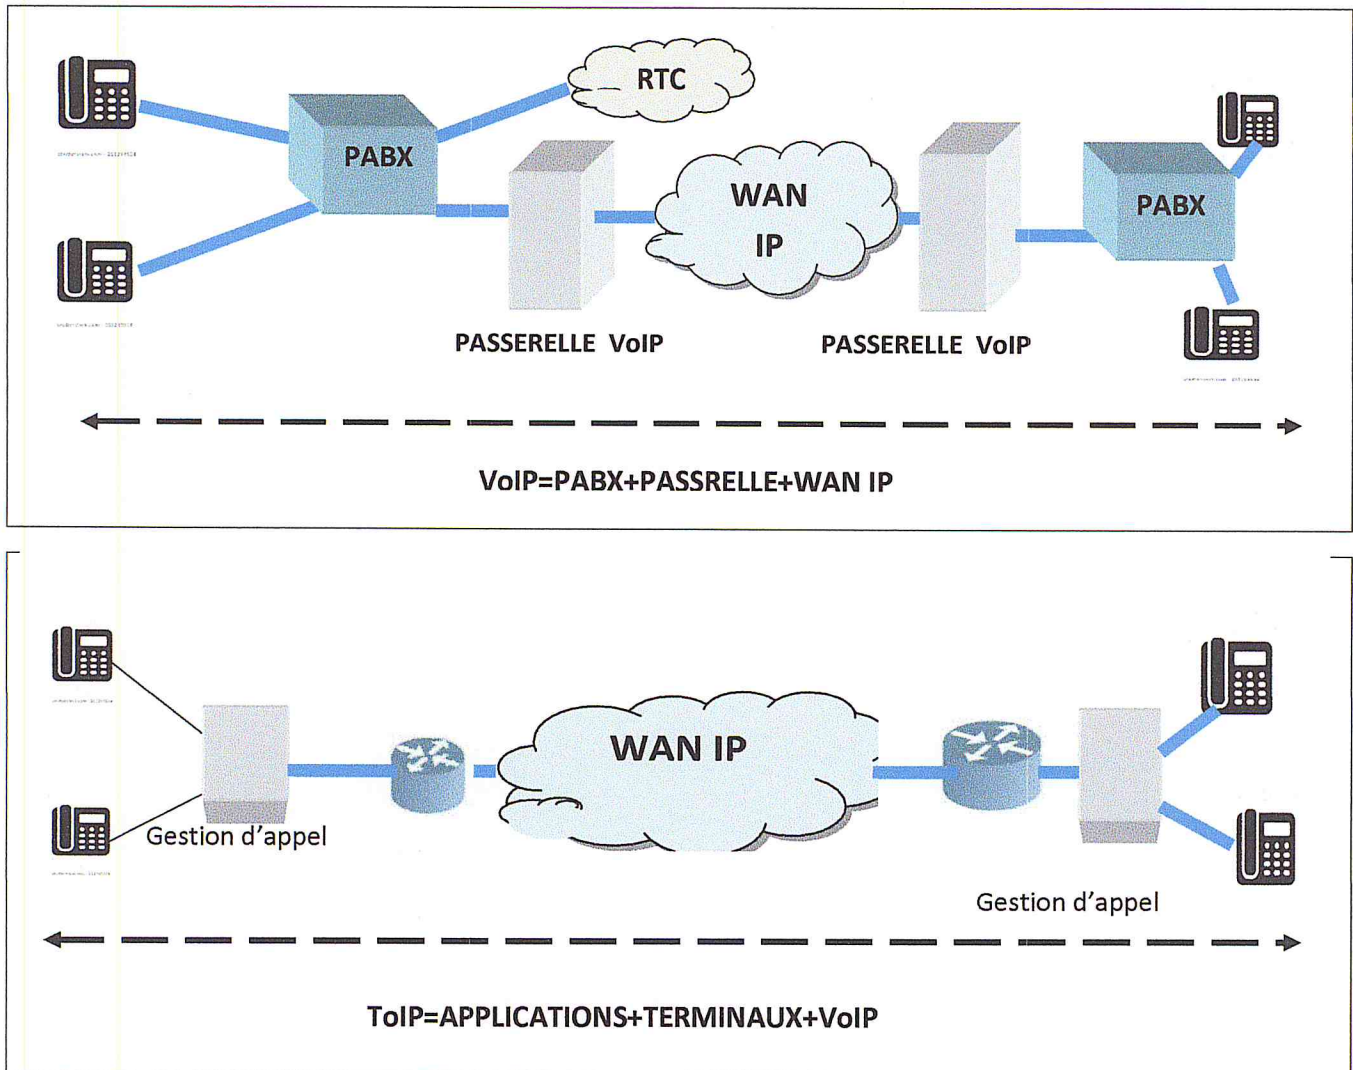 RTC
PABX
WAN
IP
PABX
PASSERELLE VoIP
PASSERELLE VoIP
VoIP=PABX+PASSRELLE+WAN IP
WAN IP
Gestion d'appel
Gestion d'appel
ToIP=APPLICATIONS+TERMINAUX+VoIP